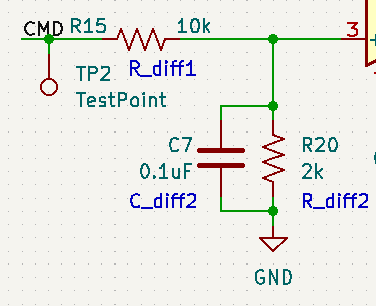 CMD R15 10k
3
R_diff1
TP2
TestPoint
C7
0.1uF
C_diff2
R20
2k
R_diff2
GND